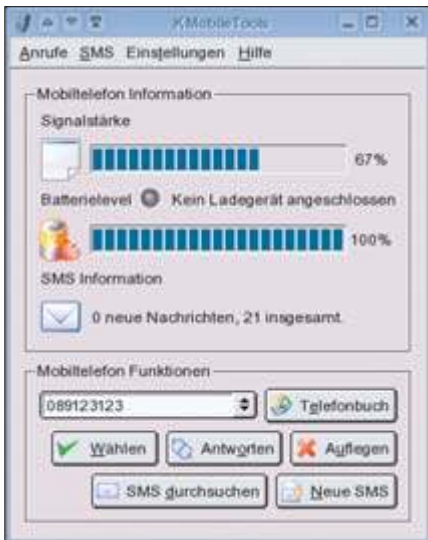 KMobileTools
Anrufe SMS Einstellungen Hilfe
Mobiltelefon Information
Signalstärke
67%
Batterielevel Kein Ladegerät angeschlossen
100%
SMS Information
0 neue Nachrichten, 21 insgesamt.
Mobiltelefon Funktionen
089123123 Telefonbuch
Wählen Antworten Auflegen
SMS durchsuchen Neue SMS